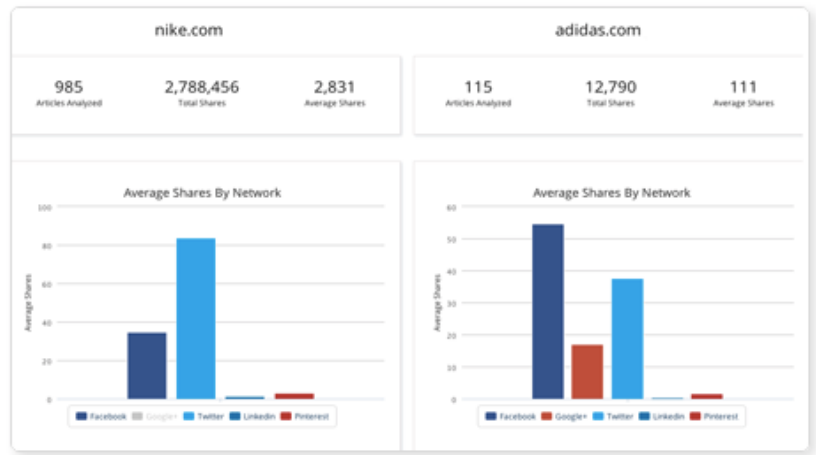 nike.com
985
Articles Analyzed
2,788,456
Total Shares
2,831
Average Shares
Average Shares By Network
Average Shares
100
80
60
40
20
0
Facebook Google+ Twitter Linkedin Pinterest
adidas.com
115
Articles Analyzed
12,790
Total Shares
111
Average Shares
Average Shares By Network
Average Shares
60
50
40
30
20
10
0
Facebook Google+ Twitter Linkedin Pinterest